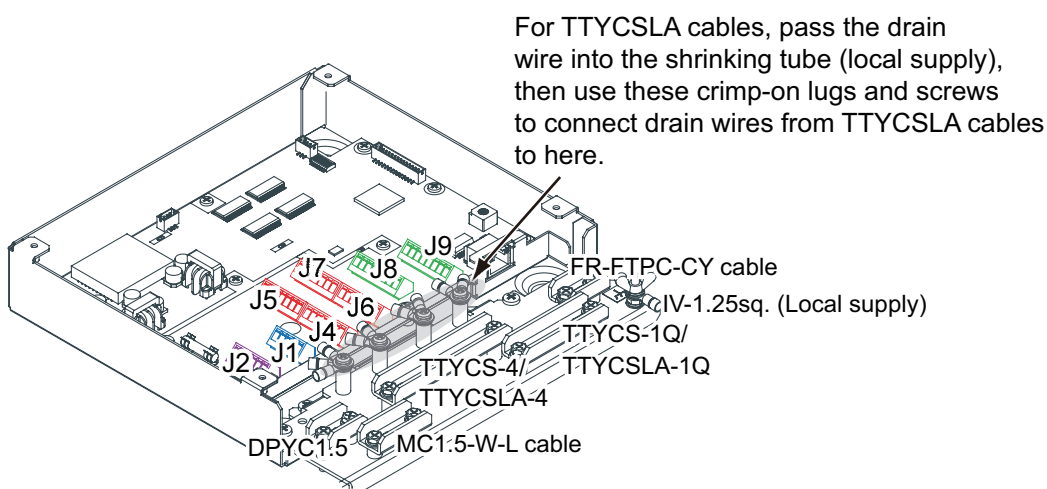 For TTYCSLA cables, pass the drain
wire into the shrinking tube (local supply),
then use these crimp-on lugs and screws
to connect drain wires from TTYCSLA cables
to here.
J9
J7
J8
FR-FTPC-CY cable
J5
J6
IV-1.25sq. (Local supply)
J4
TTYCS-1Q/
TTYCSLA-1Q
J1
J2
TTYCS-4/
TTYCSLA-4
DPYC1.5
MC1.5-W-L cable